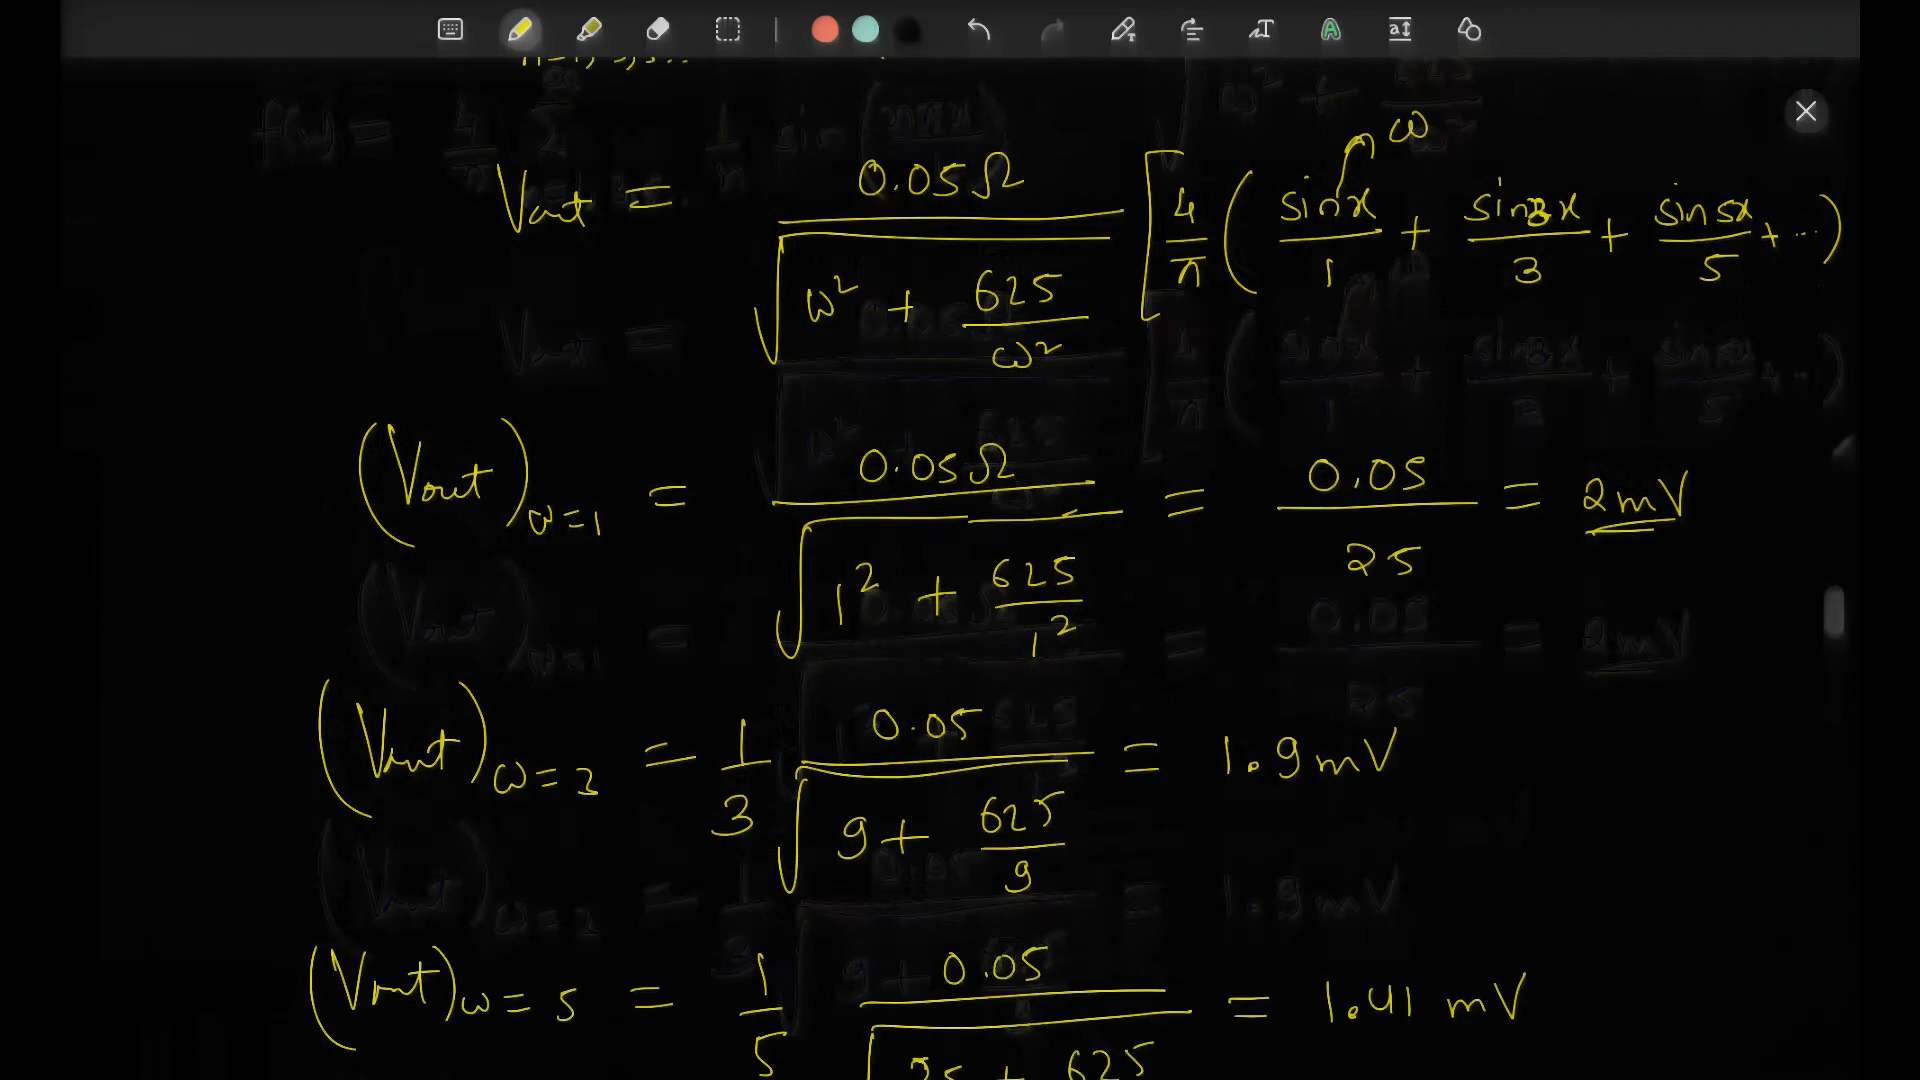 Vout = 0.05Ω / √(ω² + 625/ω²) [4/π (sinx/1 + sin3x/3 + sin5x/5 + ...)
ω
(Vout)ω=1 = 0.05Ω / √(1² + 625/1²) = 0.05/25 = 2mV
(Vout)ω=3 = 1/3 0.05 / √(9 + 625/9) = 1.9mV
(Vout)ω=5 = 1/5 0.05 / √(25 + 625 = 1.41 mV